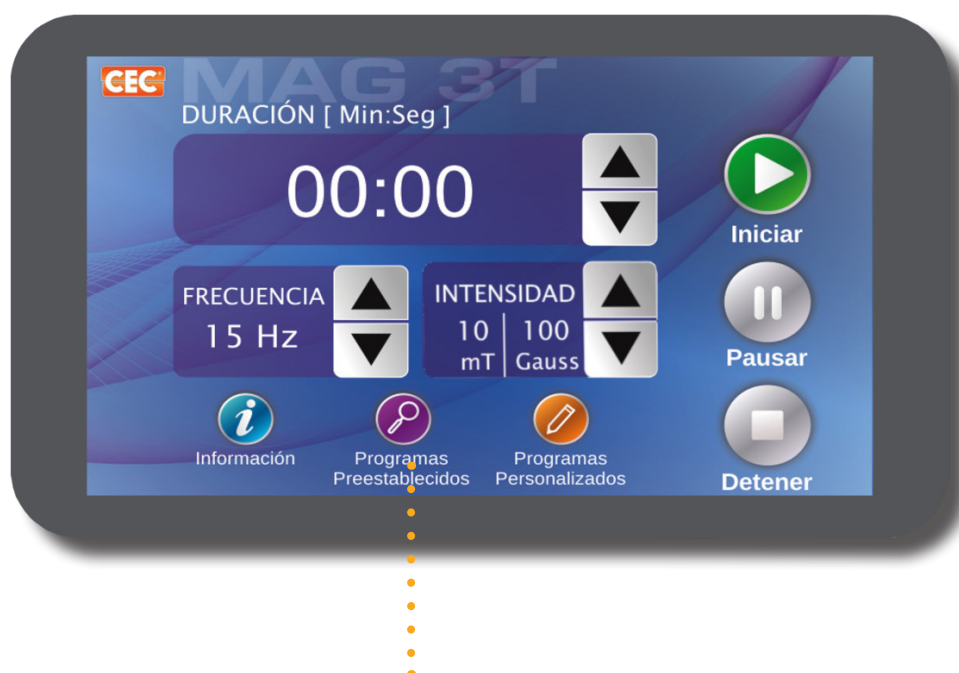 CEC
MAG 3T
DURACIÓN [ Min:Seg ]
00:00
Iniciar
FRECUENCIA
15 Hz
INTENSIDAD
10 | 100
mT | Gauss
Pausar
Información
Programas
Preestablecidos
Programas
Personalizados
Detener